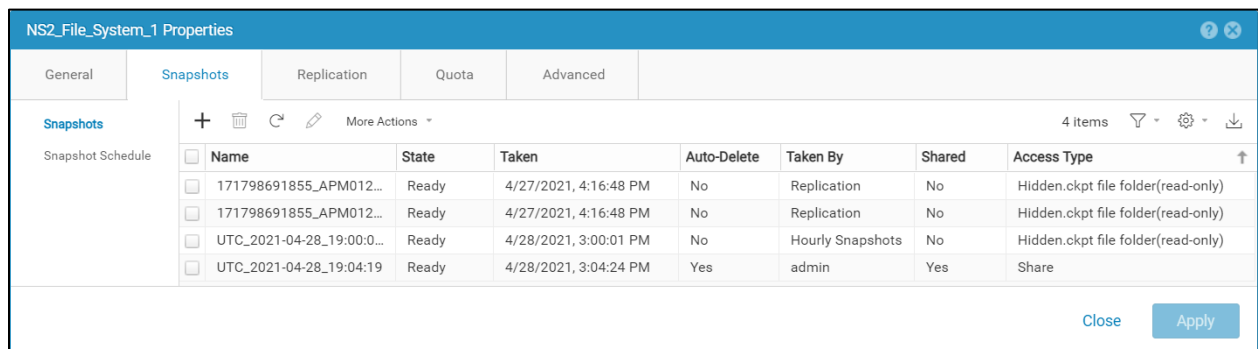 NS2_File_System_1 Properties
General Snapshots Replication Quota Advanced
Snapshots
Snapshot Schedule
More Actions
4 items
Name State Taken Auto-Delete Taken By Shared Access Type
171798691855_APM012... Ready 4/27/2021, 4:16:48 PM No Replication No Hidden.ckpt file folder(read-only)
171798691855_APM012... Ready 4/27/2021, 4:16:48 PM No Replication No Hidden.ckpt file folder(read-only)
UTC_2021-04-28_19:00:0... Ready 4/28/2021, 3:00:01 PM No Hourly Snapshots No Hidden.ckpt file folder(read-only)
UTC_2021-04-28_19:04:19 Ready 4/28/2021, 3:04:24 PM Yes admin Yes Share
Close Apply